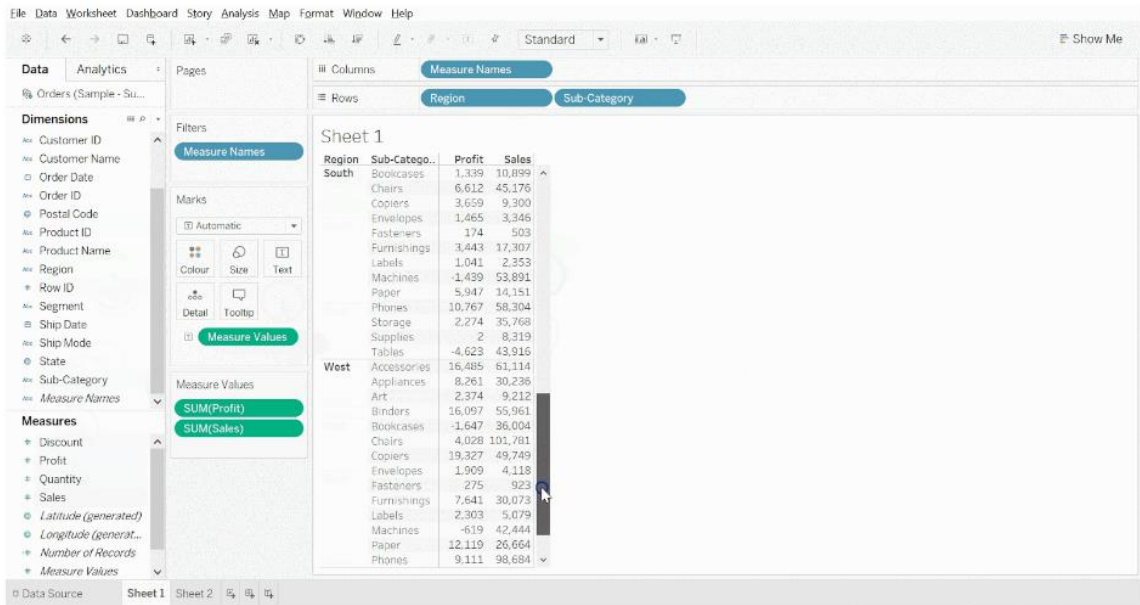 File Data Worksheet Dashboard Story Analysis Map Format Window Help
Standard
Show Me
Data Analytics
Orders (Sample - Su...
Dimensions
Abc Customer ID
Abc Customer Name
Order Date
Abc Order ID
Postal Code
Abc Product ID
Abc Product Name
Abc Region
# Row ID
Abc Segment
Ship Date
Abc Ship Mode
State
Abc Sub-Category
Abc Measure Names
Measures
# Discount
# Profit
# Quantity
# Sales
Latitude (generated)
Longitude (generat...
Number of Records
# Measure Values
Pages
Filters
Measure Names
Marks
Automatic
Colour Size Text
Detail Tooltip
Measure Values
Measure Values
SUM(Profit)
SUM(Sales)
Columns Measure Names
Rows Region Sub-Category
Sheet 1
Region Sub-Catego.. Profit Sales
South Bookcases 1,339 10,899
Chairs 6,612 45,176
Copiers 3,659 9,300
Envelopes 1,465 3,346
Fasteners 174 503
Furnishings 3,443 17,307
Labels 1,041 2,353
Machines -1,439 53,891
Paper 5,947 14,151
Phones 10,767 58,304
Storage 2,274 35,768
Supplies 2 8,319
Tables -4,623 43,916
West Accessories 16,485 61,114
Appliances 8,261 30,236
Art 2,374 9,212
Binders 16,097 55,961
Bookcases -1,647 36,004
Chairs 4,028 101,781
Copiers 19,327 49,749
Envelopes 1,909 4,118
Fasteners 275 923
Furnishings 7,641 30,073
Labels 2,303 5,079
Machines -619 42,444
Paper 12,119 26,664
Phones 9,111 98,684
Data Source Sheet 1 Sheet 2